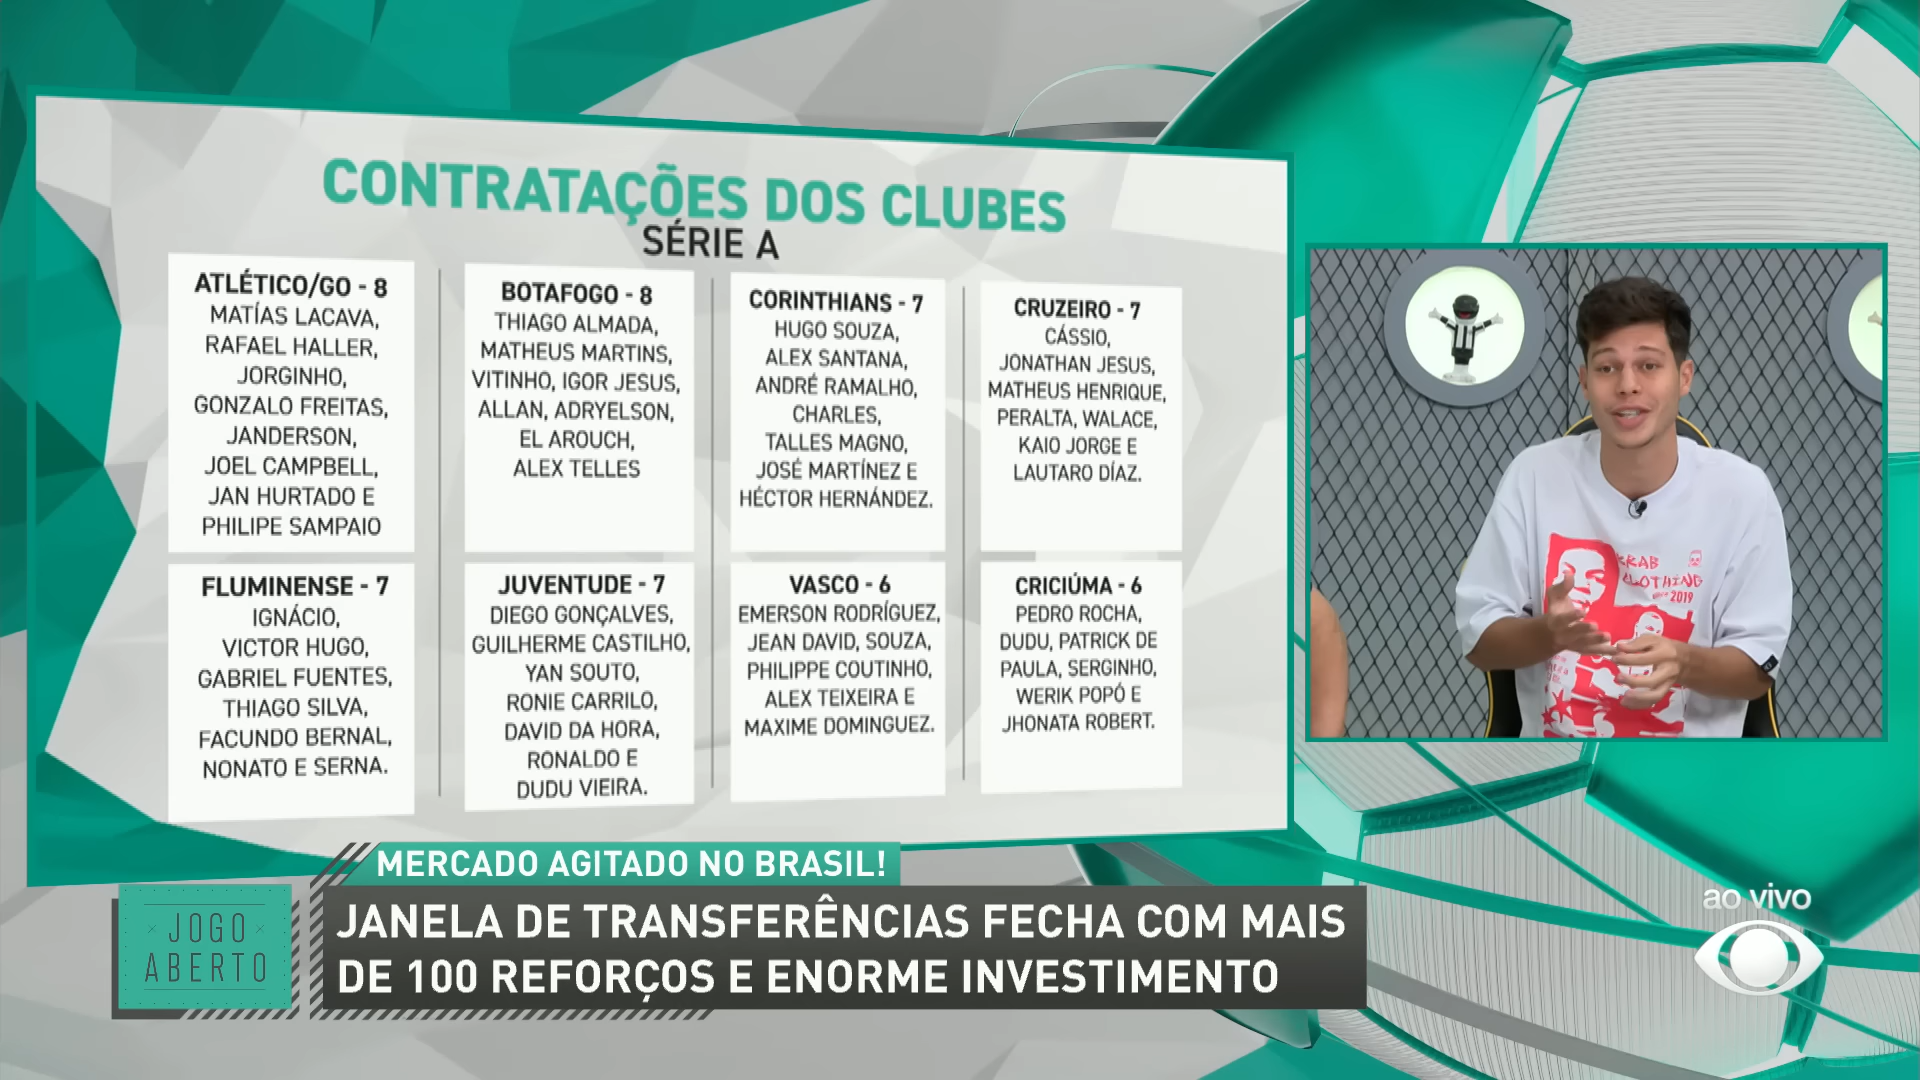 CONTRATAÇÕES DOS CLUBES
SÉRIE A
ATLÉTICO/GO - 8
MATÍAS LACAVA,
RAFAEL HALLER,
JORGINHO,
GONZALO FREITAS,
JANDERSON,
JOEL CAMPBELL,
JAN HURTADO E
PHILIPE SAMPAIO
BOTAFOGO - 8
THIAGO ALMADA,
MATHEUS MARTINS,
VITINHO, IGOR JESUS,
ALLAN, ADRYELSON,
EL AROUCH,
ALEX TELLES
CORINTHIANS - 7
HUGO SOUZA,
ALEX SANTANA,
ANDRÉ RAMALHO,
CHARLES,
TALLES MAGNO,
JOSÉ MARTÍNEZ E
HÉCTOR HERNÁNDEZ.
CRUZEIRO - 7
CÁSSIO,
JONATHAN JESUS,
MATHEUS HENRIQUE,
PERALTA, WALACE,
KAIO JORGE E
LAUTARO DÍAZ.
FLUMINENSE - 7
IGNÁCIO,
VICTOR HUGO,
GABRIEL FUENTES,
THIAGO SILVA,
FACUNDO BERNAL,
NONATO E SERNA.
JUVENTUDE - 7
DIEGO GONÇALVES,
GUILHERME CASTILHO,
YAN SOUTO,
RONIE CARRILO,
DAVID DA HORA,
RONALDO E
DUDU VIEIRA.
VASCO - 6
EMERSON RODRÍGUEZ,
JEAN DAVID, SOUZA,
PHILIPPE COUTINHO,
ALEX TEIXEIRA E
MAXIME DOMINGUEZ.
CRICIÚMA - 6
PEDRO ROCHA,
DUDU, PATRICK DE
PAULA, SERGINHO,
WERIK POPÓ E
JHONATA ROBERT.
KRAB
CLOTHING
since 2019
MERCADO AGITADO NO BRASIL!
JANELA DE TRANSFERÊNCIAS FECHA COM MAIS
DE 100 REFORÇOS E ENORME INVESTIMENTO
JOGO
ABERTO
ao vivo